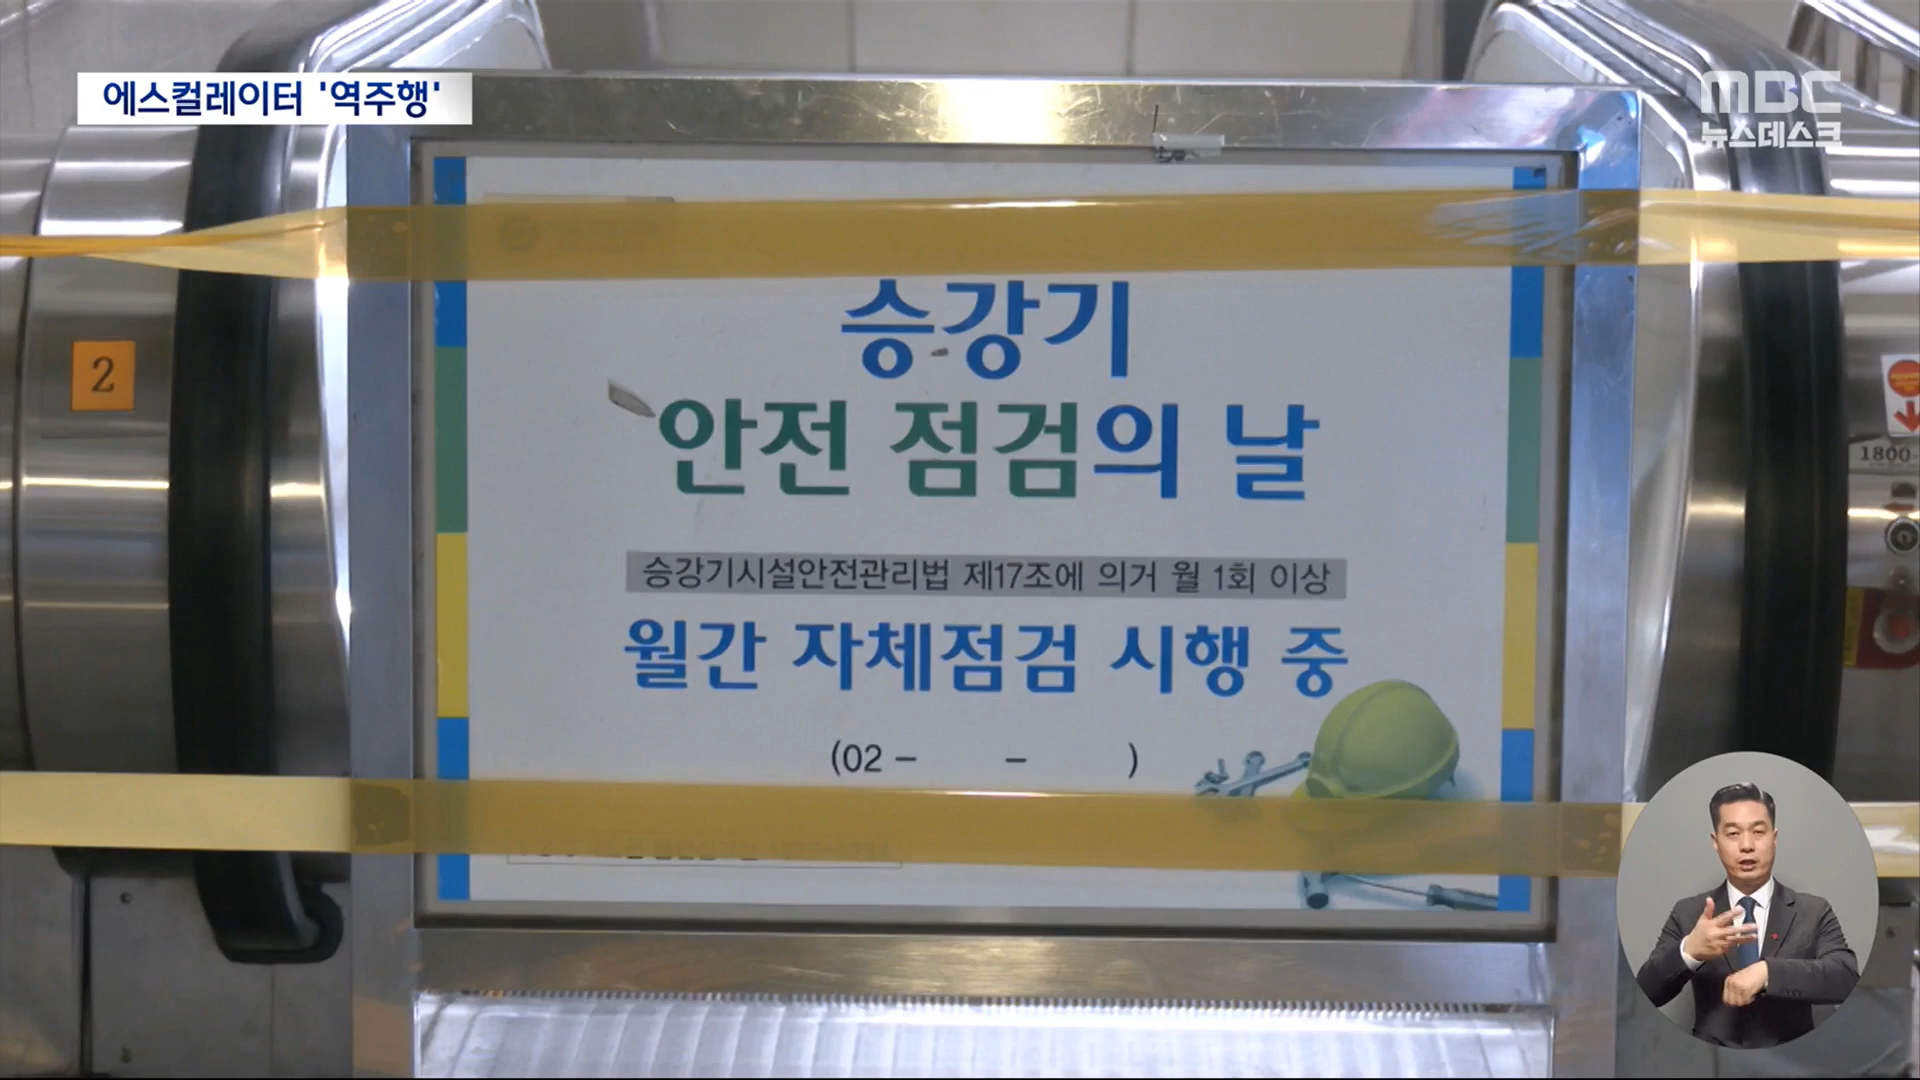 에스컬레이터 '역주행'
MBC
뉴스데스크
승강기
안전 점검의 날
승강기시설안전관리법 제17조에 의거 월 1회 이상
월간 자체점검 시행 중
(02 -     -     )
2
1800-